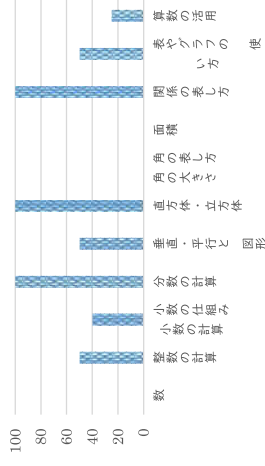 100
80
60
40
20
0
数
整数の計算
小数の仕組み
小数の計算
分数の計算
垂直・平行と 図形
直方体・立方体
角の大きさ
角の表し方
面積
関係の表し方
表やグラフの 使い方
算数の活用